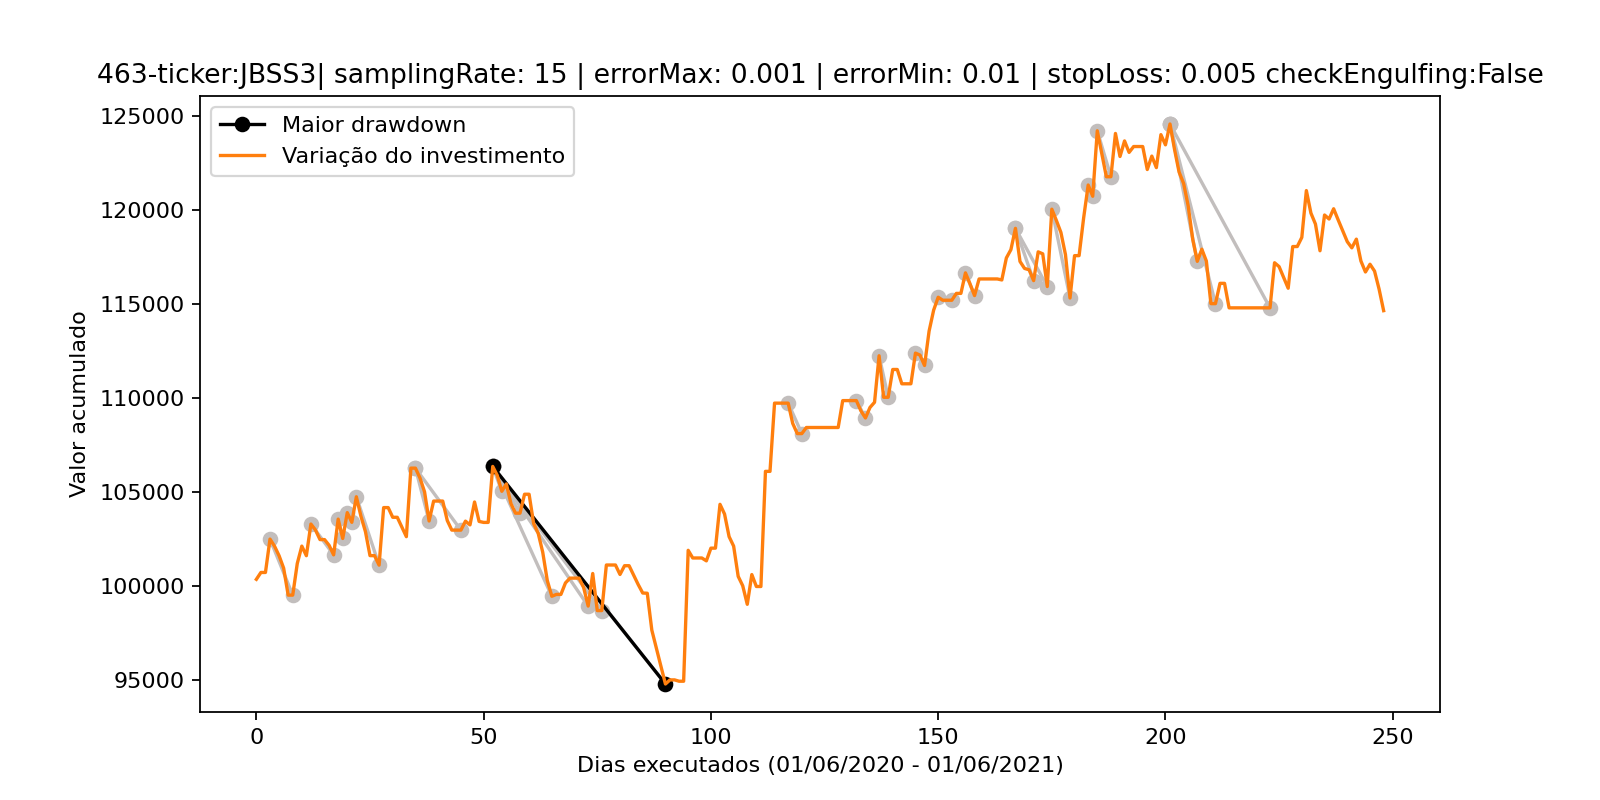 463-ticker:JBSS3| samplingRate: 15 | errorMax: 0.001 | errorMin: 0.01 | stopLoss: 0.005 checkEngulfing:False
Maior drawdown
Variação do investimento
125000
120000
115000
110000
105000
100000
95000
Valor acumulado
0 50 100 150 200 250
Dias executados (01/06/2020 - 01/06/2021)